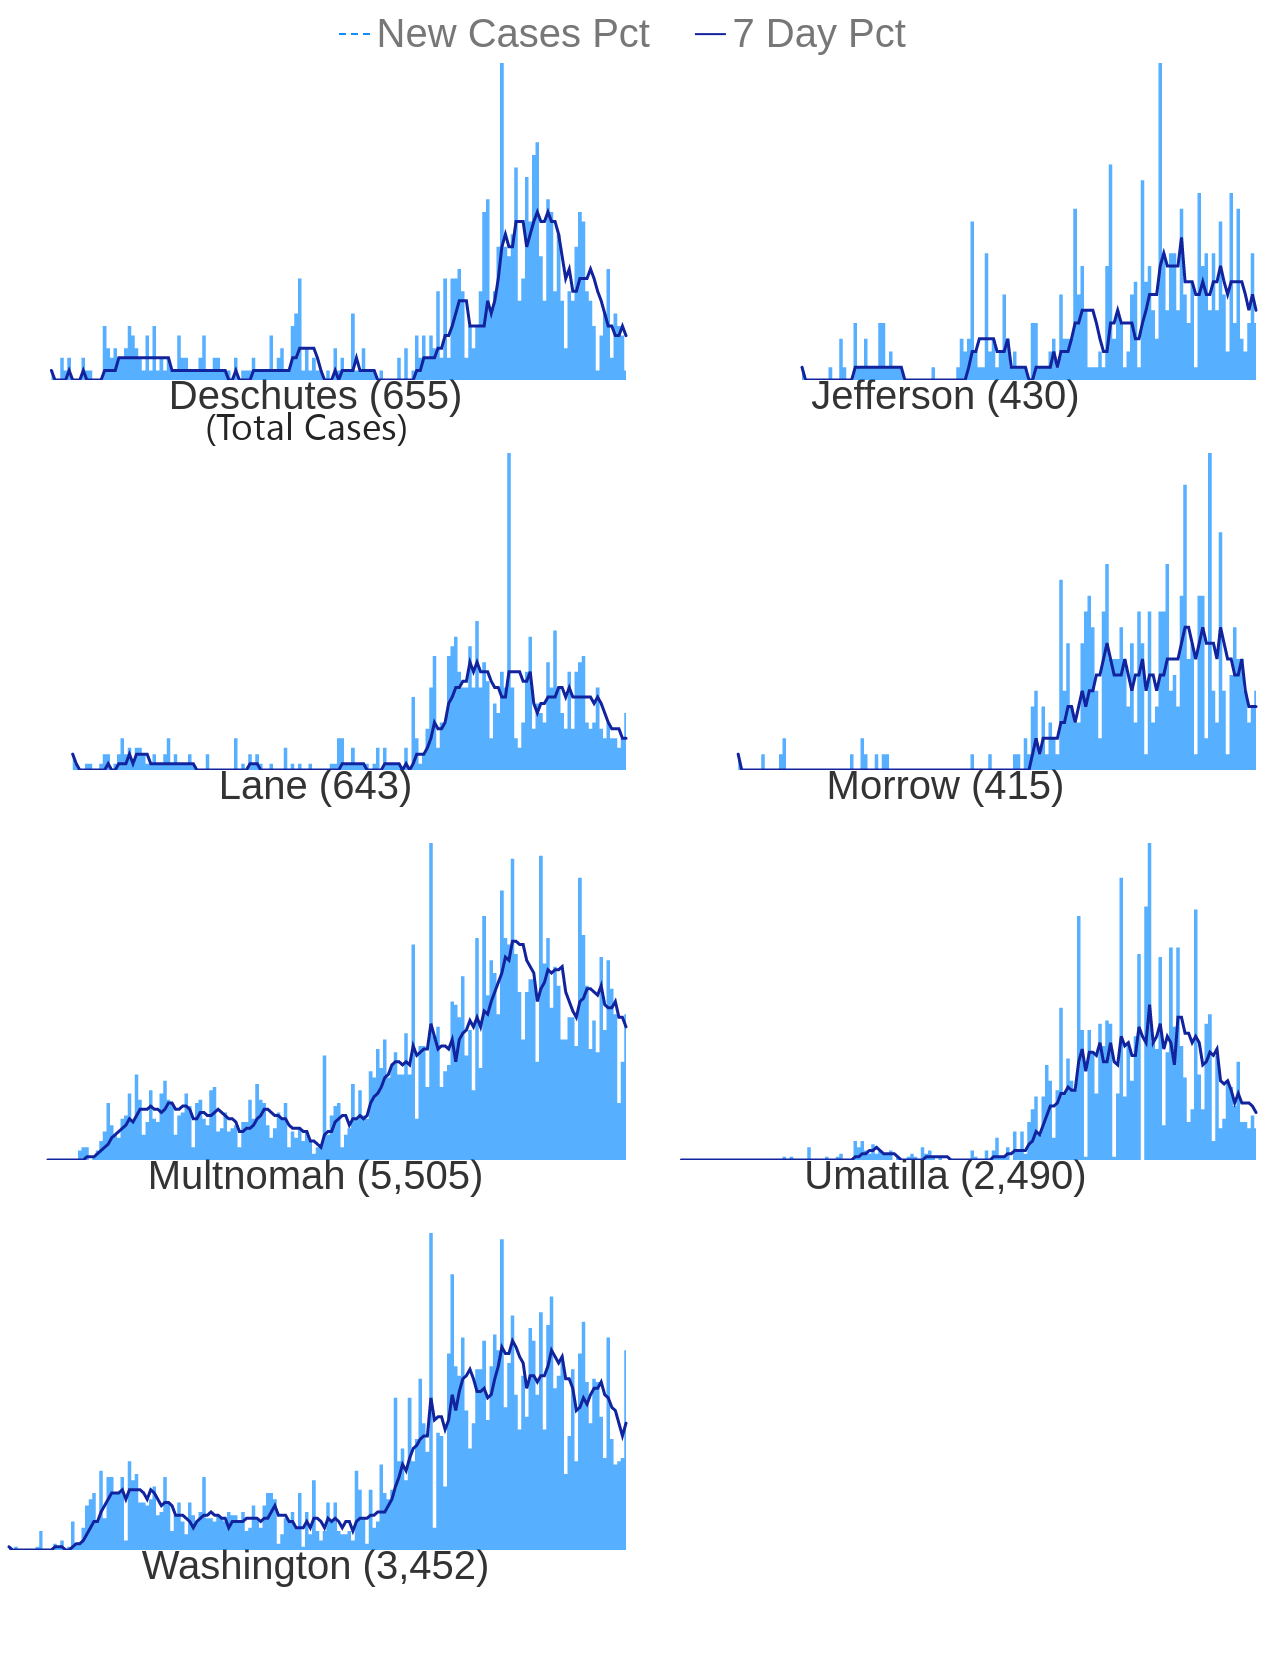 New Cases Pct 7 Day Pct
Deschutes (655) Jefferson (430)
(Total Cases)
Lane (643) Morrow (415)
Multnomah (5,505) Umatilla (2,490)
Washington (3,452)